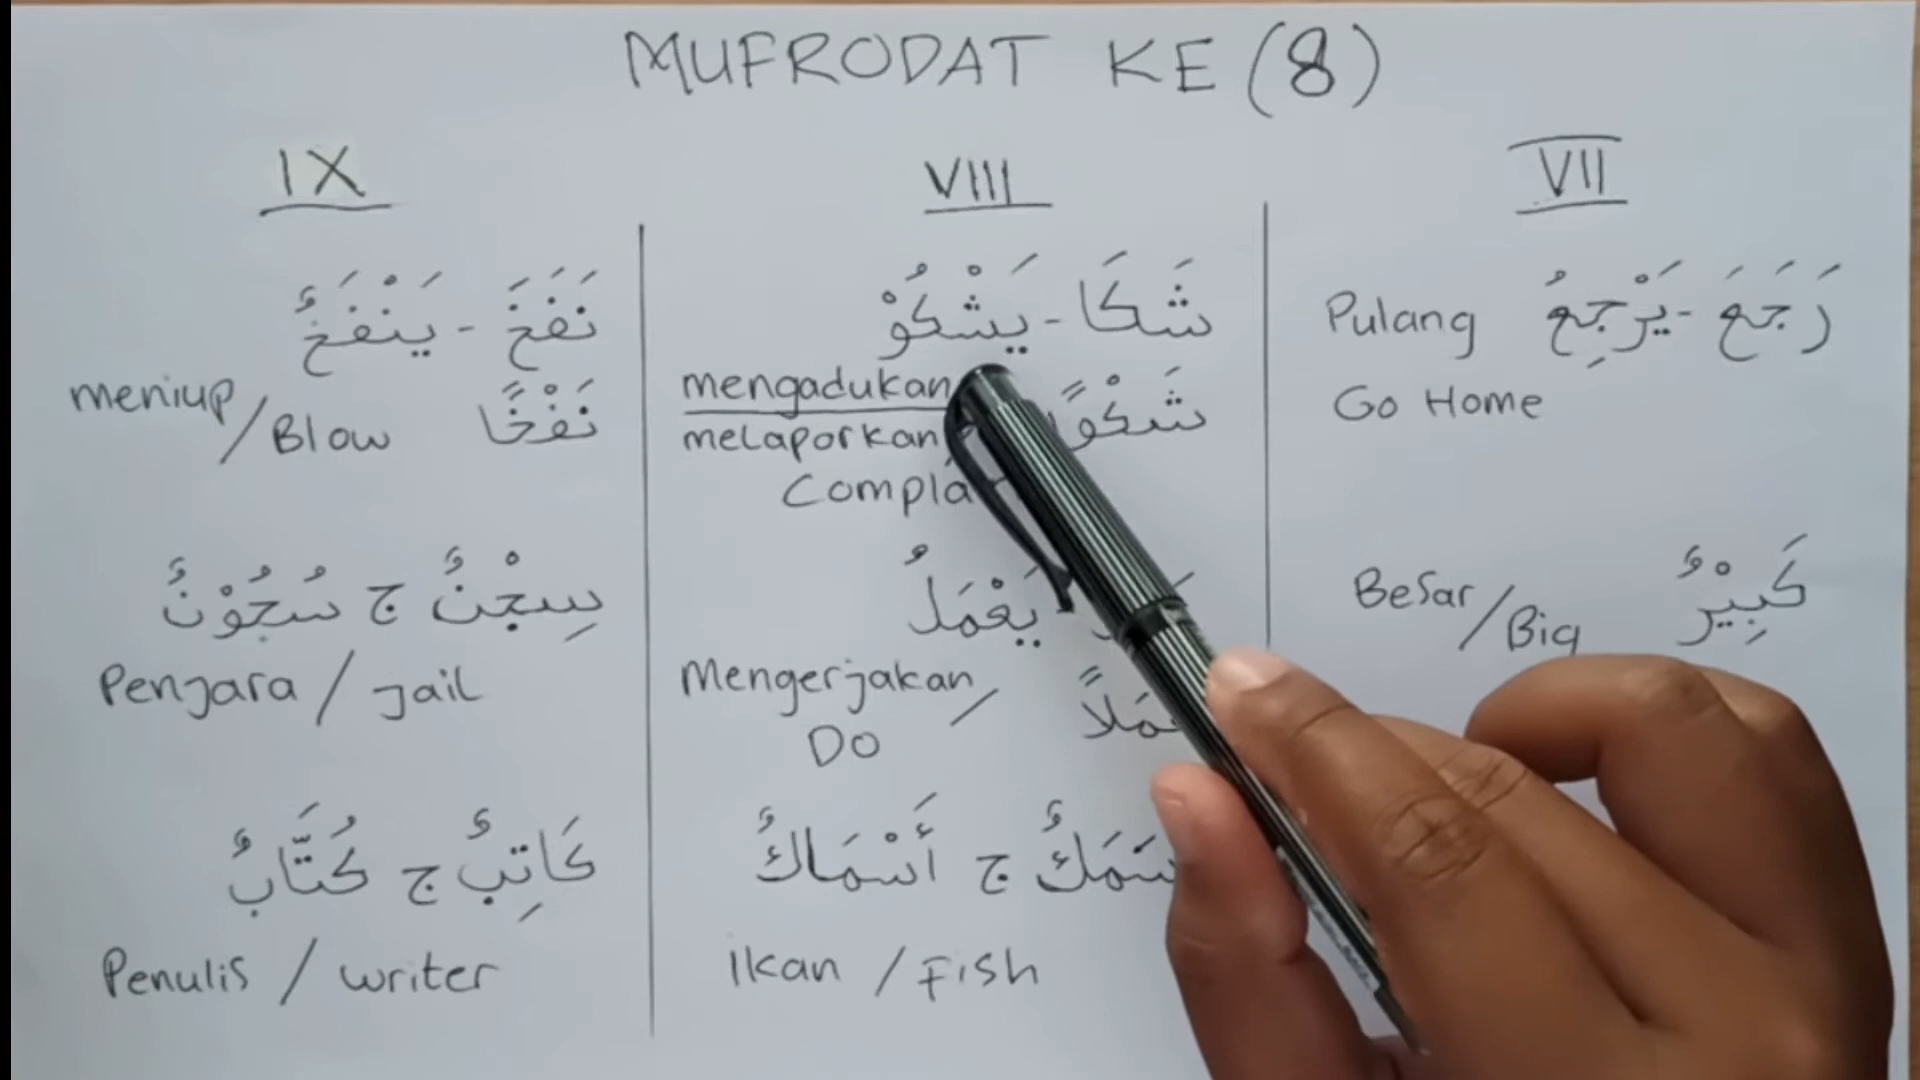 MUFRODAT KE (8)
VII
رَجَعَ - يَرْجِعُ Pulang
Go Home
كَبِيْرٌ Besar / Big
VIII
شَكَا - يَشْكُوْ
شَكْوًا mengadukan
melaporkan
يَعْمَلُ
Mengerjakan /
Do
سَمَكٌ ج أَسْمَاكٌ
Ikan / Fish
IX
نَفَخَ - يَنْفَخُ
نَفْخًا meniup / Blow
سِجْنٌ ج سُجُوْنٌ
Penjara / Jail
كَاتِبٌ ج كُتَّابٌ
Penulis / writer